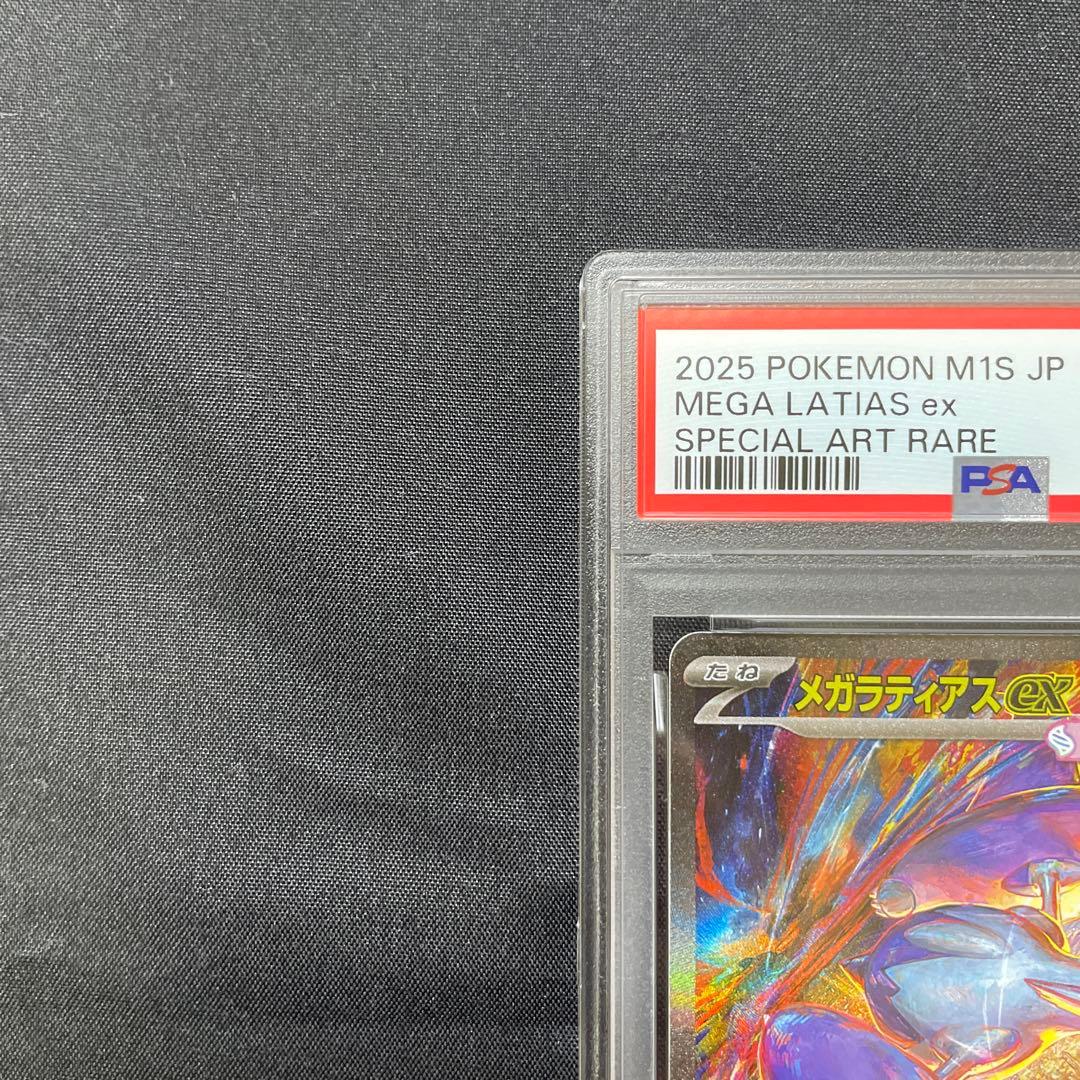 2025 POKEMON M1S JP
MEGA LATIAS ex
SPECIAL ART RARE
PSA
たね
メガラティアスex